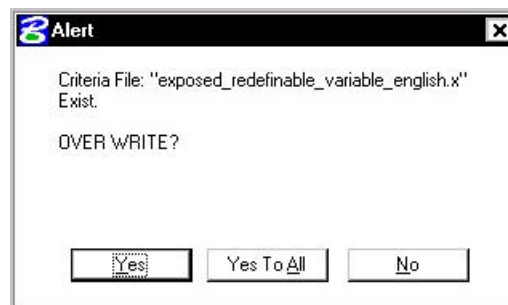 Alert
Criteria File: "exposed_redefinable_variable_english.x"
Exist.
OVER WRITE?
Yes
Yes To All
No